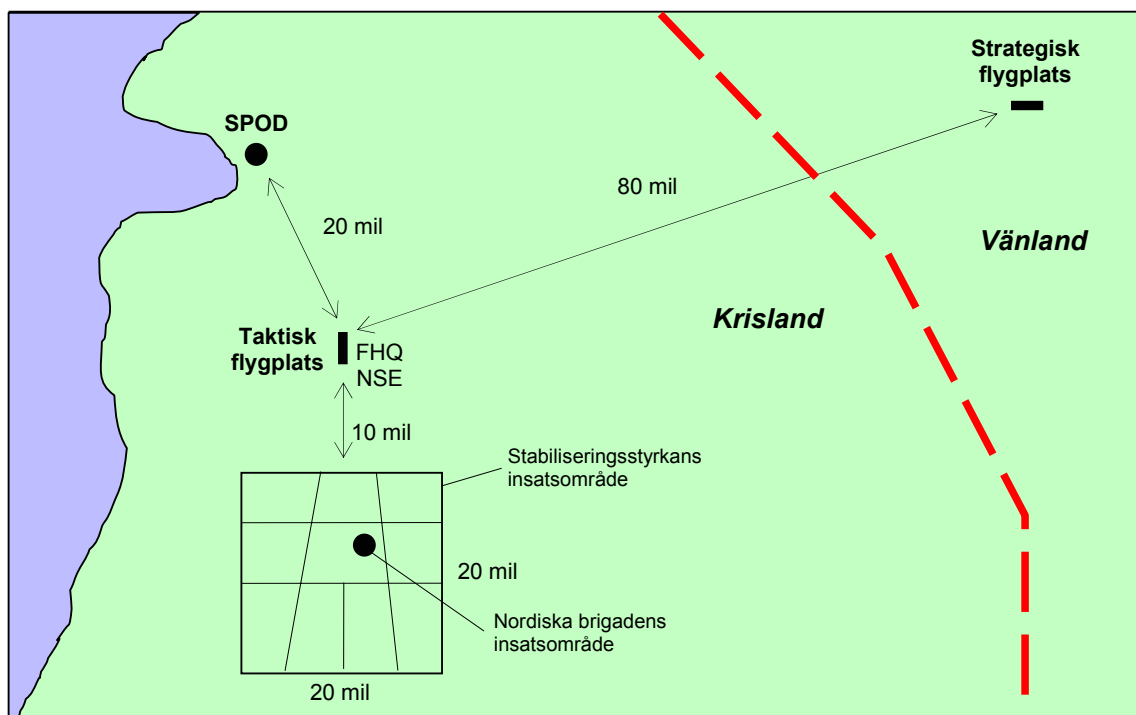 Strategisk
flygplats
SPOD
80 mil
20 mil
Vänland
Krisland
Taktisk
flygplats
FHQ
NSE
10 mil
Stabiliseringsstyrkans
insatsområde
20 mil
Nordiska brigadens
insatsområde
20 mil